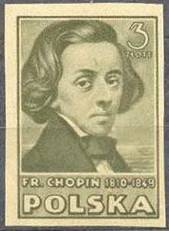 3
ZŁOTE
FR. CHOPIN 1810-1849
POLSKA